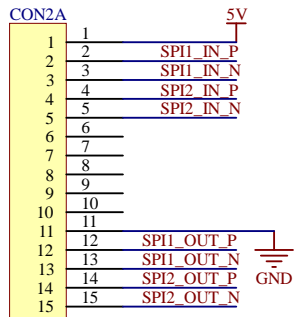 CON2A
5V
1 1
2 2 SPI1_IN_P
3 3 SPI1_IN_N
4 4 SPI2_IN_P
5 5 SPI2_IN_N
6 6
7 7
8 8
9 9
10 10
11 11
12 12 SPI1_OUT_P
13 13 SPI1_OUT_N
14 14 SPI2_OUT_P
15 15 SPI2_OUT_N
GND